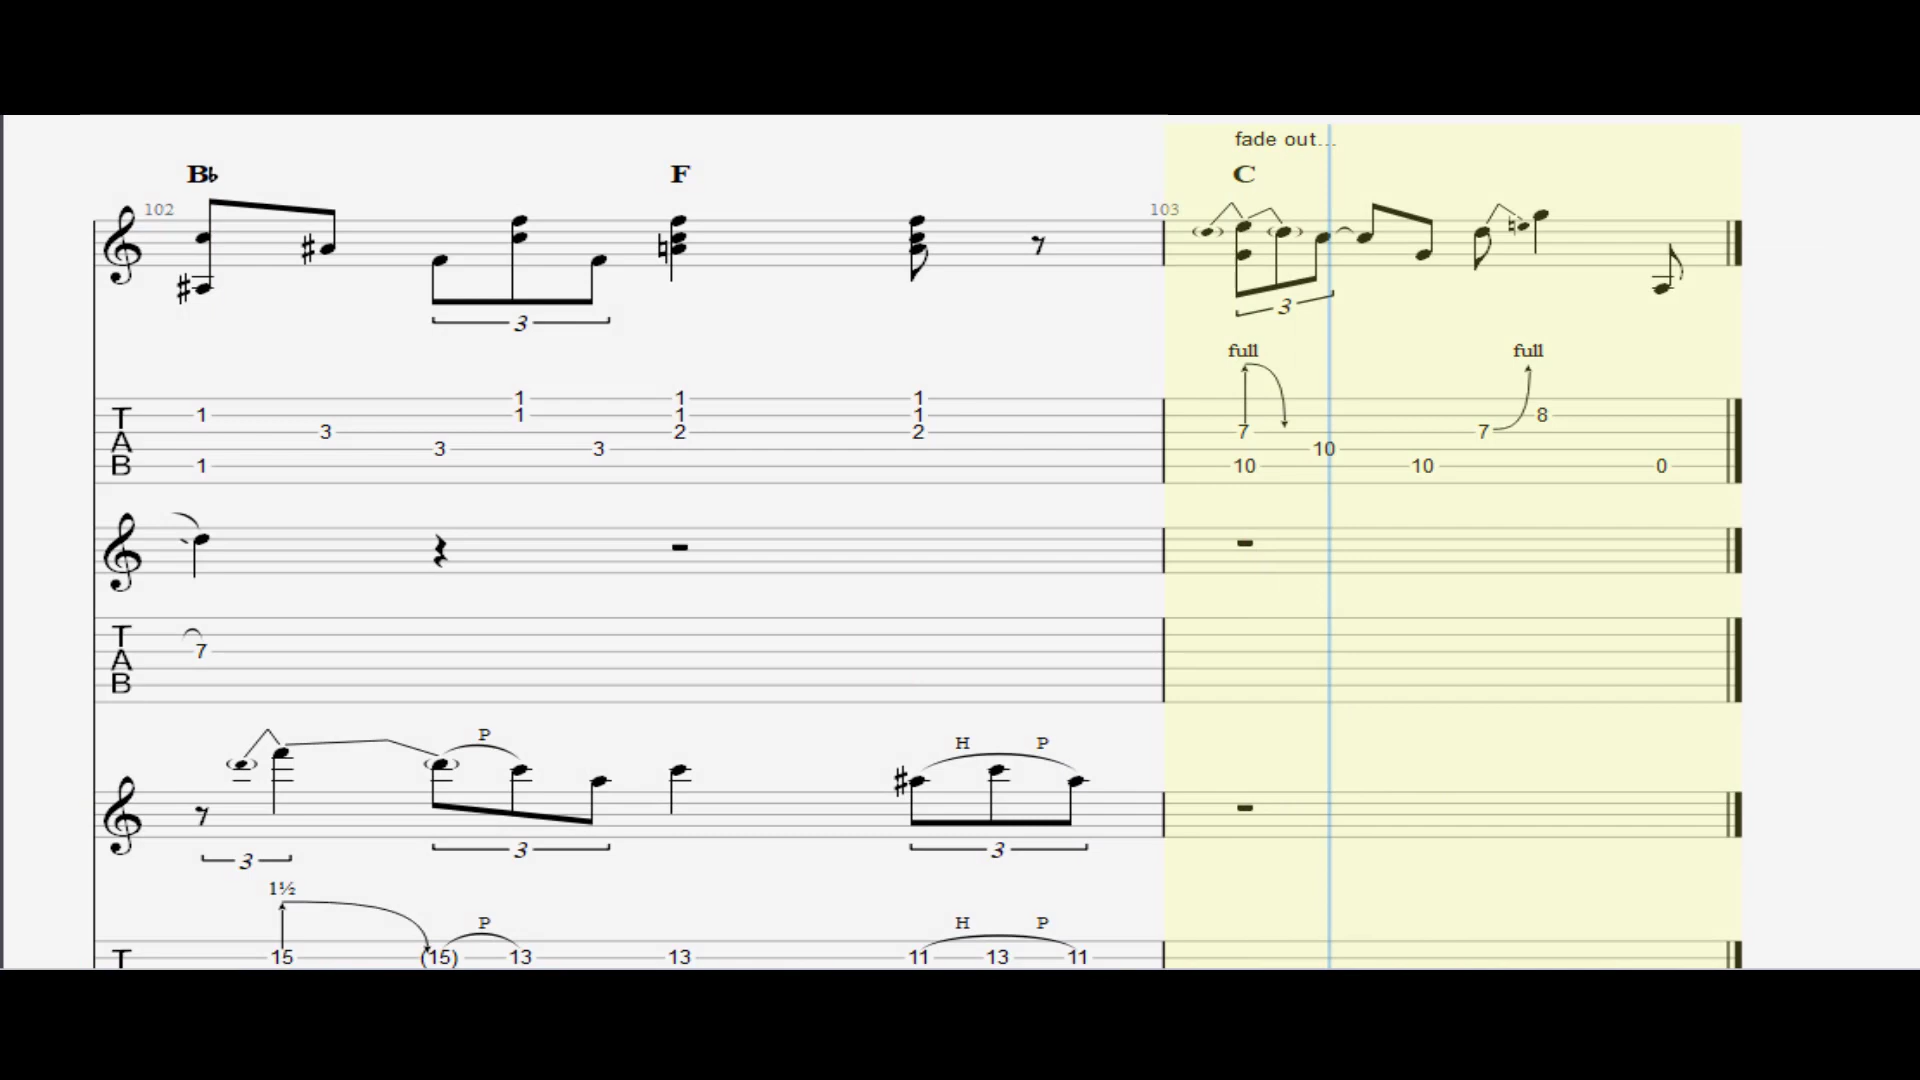 fade out...
B♭ F C
102 103
3 3
full full
1 1 1 1 8
T 1 1 1
3 2 2 7 7
A 3 3 10
B 1 10 10 0
T
7
A
B
P H P
3 3 3
1½ P H P
T 15 (15) 13 13 11 13 11